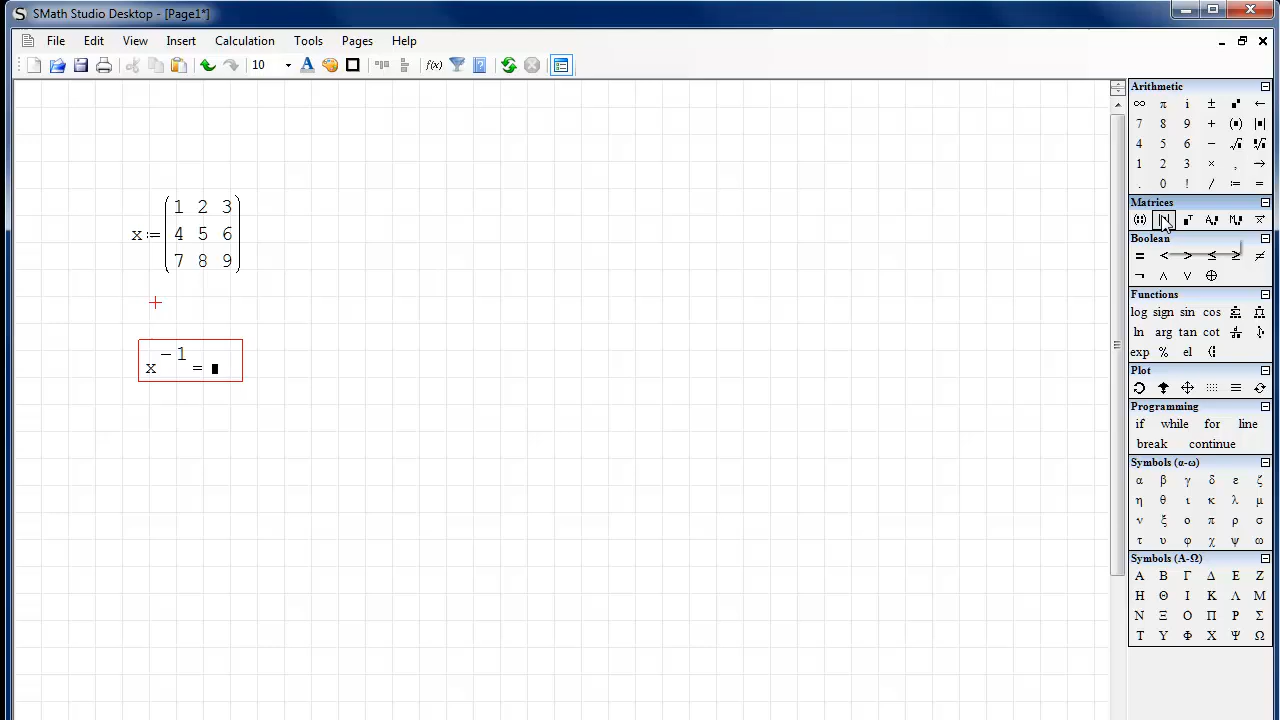 SMath Studio Desktop - [Page1*]
File Edit View Insert Calculation Tools Pages Help
10 A f(x) ?
x:= 1 2 3
4 5 6
7 8 9
x -1 =
Arithmetic
∞ π i ± ←
7 8 9 +
4 5 6 −
1 2 3 × , →
. 0 ! / := =
Matrices
Boolean
= < > ≤ ≥ ≠
¬ ∧ ∨ ⊕
Functions
log sign sin cos
ln arg tan cot
exp % el
Plot
Programming
if while for line
break continue
Symbols (α-ω)
α β γ δ ε ζ
η θ ι κ λ μ
ν ξ ο π ρ σ
τ υ φ χ ψ ω
Symbols (Α-Ω)
Α Β Γ Δ Ε Ζ
Η Θ Ι Κ Λ Μ
Ν Ξ Ο Π Ρ Σ
Τ Υ Φ Χ Ψ Ω